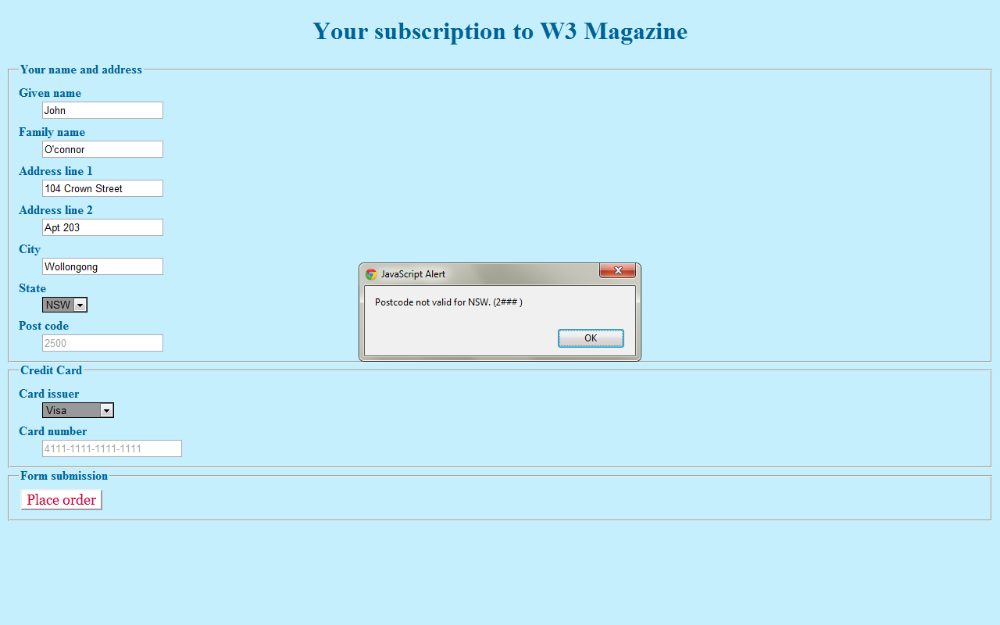 Your subscription to W3 Magazine
Your name and address
Given name
John
Family name
O'connor
Address line 1
104 Crown Street
Address line 2
Apt 203
City
Wollongong
State
NSW
Post code
2500
JavaScript Alert
Postcode not valid for NSW. (2### )
OK
Credit Card
Card issuer
Visa
Card number
4111-1111-1111-1111
Form submission
Place order